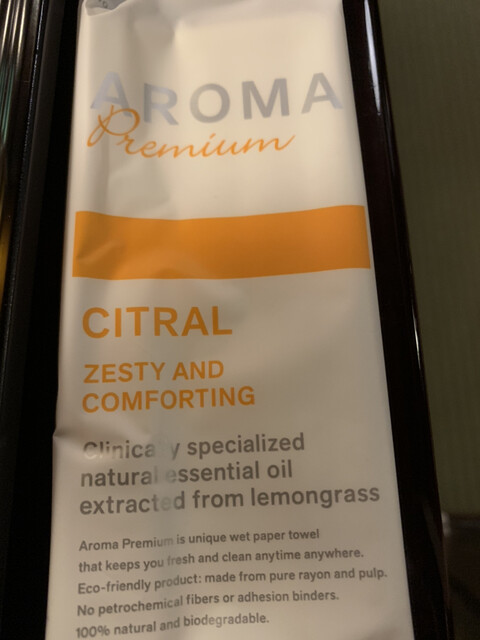 AROMA
Premium
CITRAL
ZESTY AND
COMFORTING
Clinically specialized
natural essential oil
extracted from lemongrass
Aroma Premium is unique wet paper towel
that keeps you fresh and clean anytime anywhere.
Eco-friendly product: made from pure rayon and pulp.
No petrochemical fibers or adhesion binders.
100% natural and biodegradable.